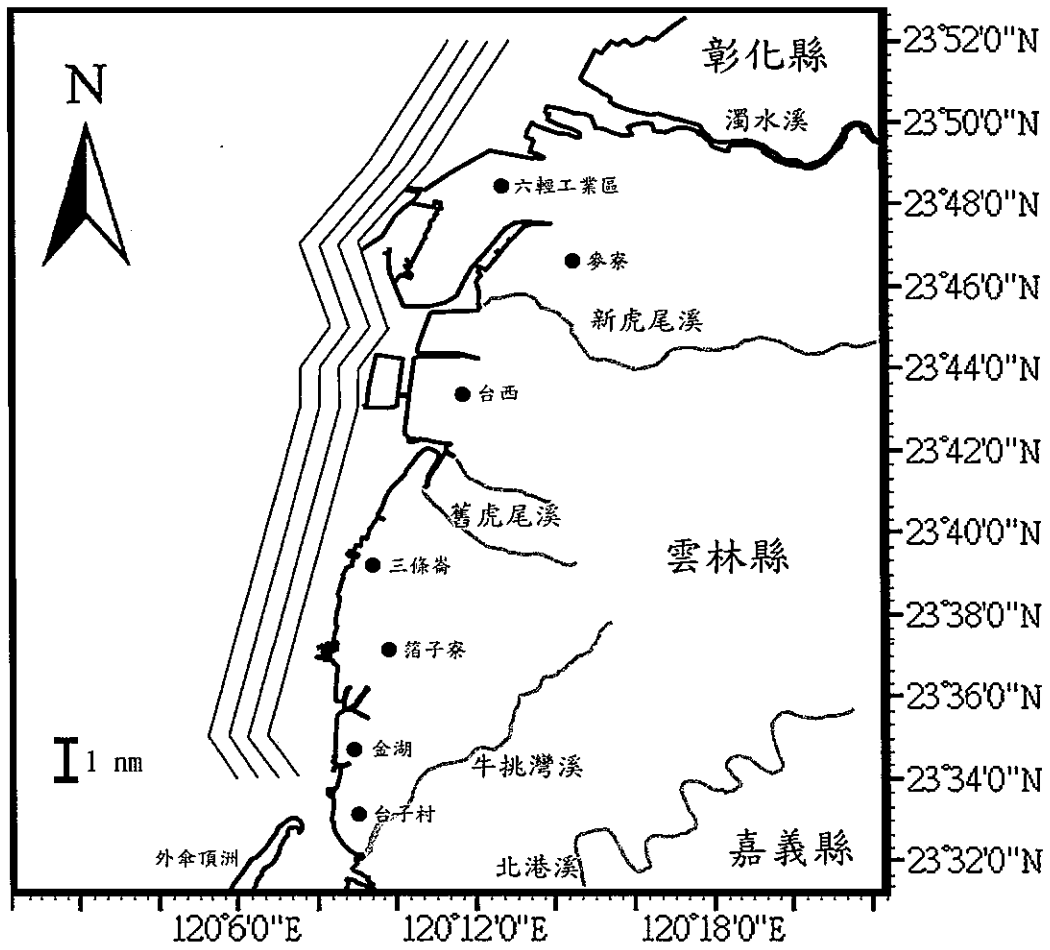 彰化縣
23°52'0"N
N
濁水溪
23°50'0"N
六輕工業區
23°48'0"N
麥寮
23°46'0"N
新虎尾溪
23°44'0"N
台西
23°42'0"N
舊虎尾溪
23°40'0"N
雲林縣
三條崙
23°38'0"N
箔子寮
23°36'0"N
金湖
1 nm
牛挑灣溪
23°34'0"N
台子村
嘉義縣
外傘頂洲
北港溪
23°32'0"N
120°6'0"E
120°12'0"E
120°18'0"E